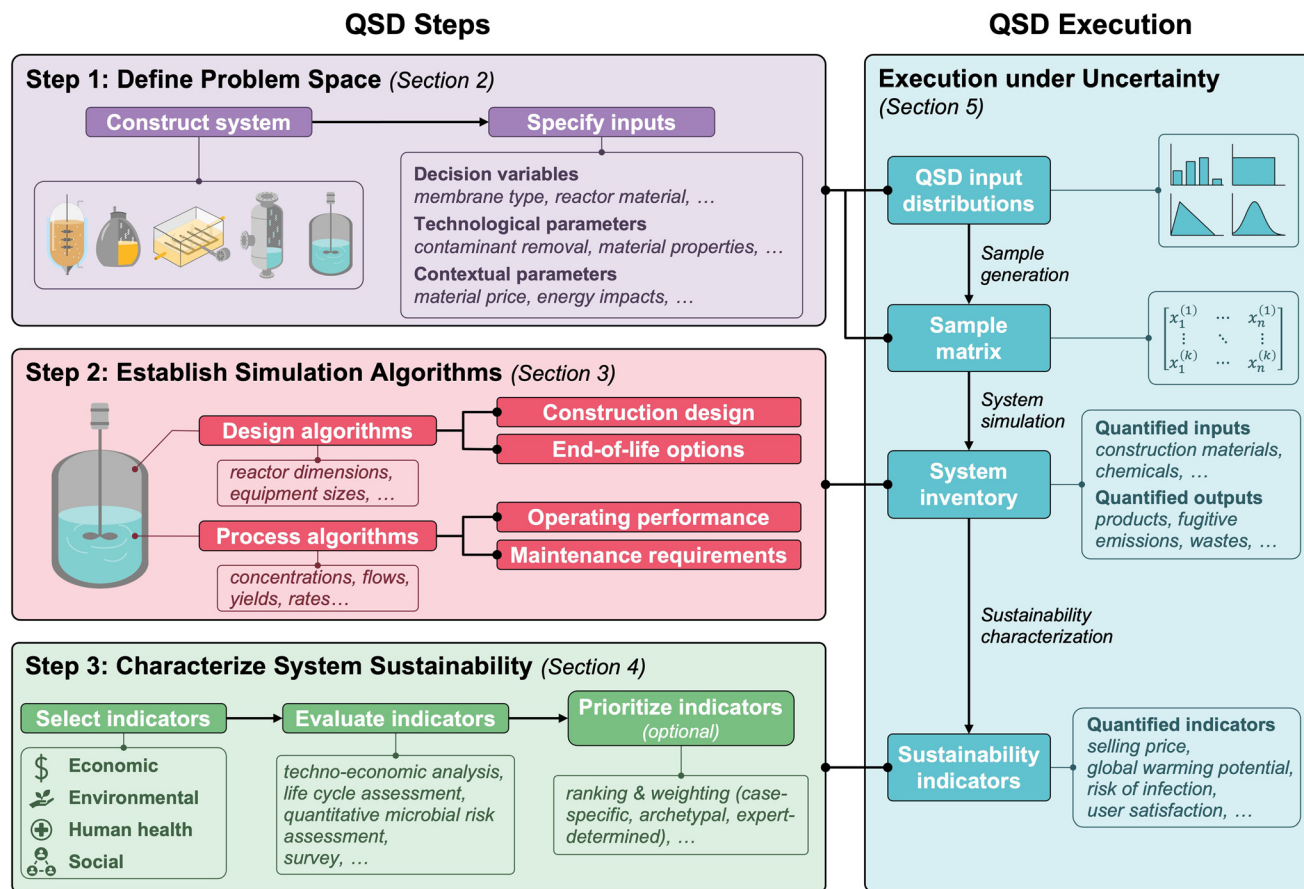 QSD Steps
QSD Execution
Step 1: Define Problem Space (Section 2)
Construct system
Specify inputs
Decision variables
membrane type, reactor material, …
Technological parameters
contaminant removal, material properties, …
Contextual parameters
material price, energy impacts, …
Step 2: Establish Simulation Algorithms (Section 3)
Design algorithms
reactor dimensions,
equipment sizes, …
Construction design
End-of-life options
Process algorithms
concentrations, flows,
yields, rates…
Operating performance
Maintenance requirements
Step 3: Characterize System Sustainability (Section 4)
Select indicators
$ Economic
Environmental
Human health
Social
Evaluate indicators
techno-economic analysis,
life cycle assessment,
quantitative microbial risk
assessment,
survey, …
Prioritize indicators
(optional)
ranking & weighting (case-
specific, archetypal, expert-
determined), …
Execution under Uncertainty
(Section 5)
QSD input
distributions
Sample
generation
Sample
matrix
x₁⁽¹⁾ ⋯ xₙ⁽¹⁾
⋮ ⋱ ⋮
x₁⁽ᵏ⁾ ⋯ xₙ⁽ᵏ⁾
System
simulation
System
inventory
Quantified inputs
construction materials,
chemicals, …
Quantified outputs
products, fugitive
emissions, wastes, …
Sustainability
characterization
Sustainability
indicators
Quantified indicators
selling price,
global warming potential,
risk of infection,
user satisfaction, …